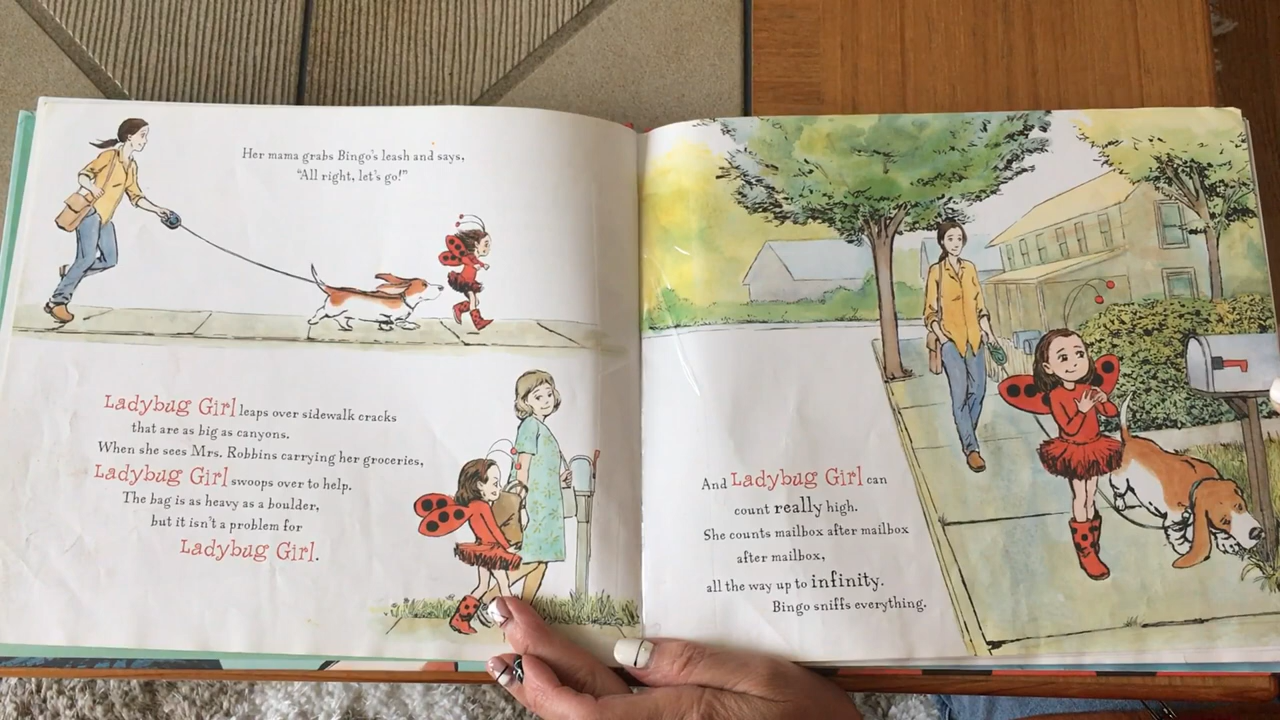 Her mama grabs Bingo's leash and says,
"All right, let's go!"
Ladybug Girl leaps over sidewalk cracks
that are as big as canyons.
When she sees Mrs. Robbins carrying her groceries,
Ladybug Girl swoops over to help.
The bag is as heavy as a boulder,
but it isn't a problem for
Ladybug Girl.
And Ladybug Girl can
count really high.
She counts mailbox after mailbox
after mailbox,
all the way up to infinity.
Bingo sniffs everything.